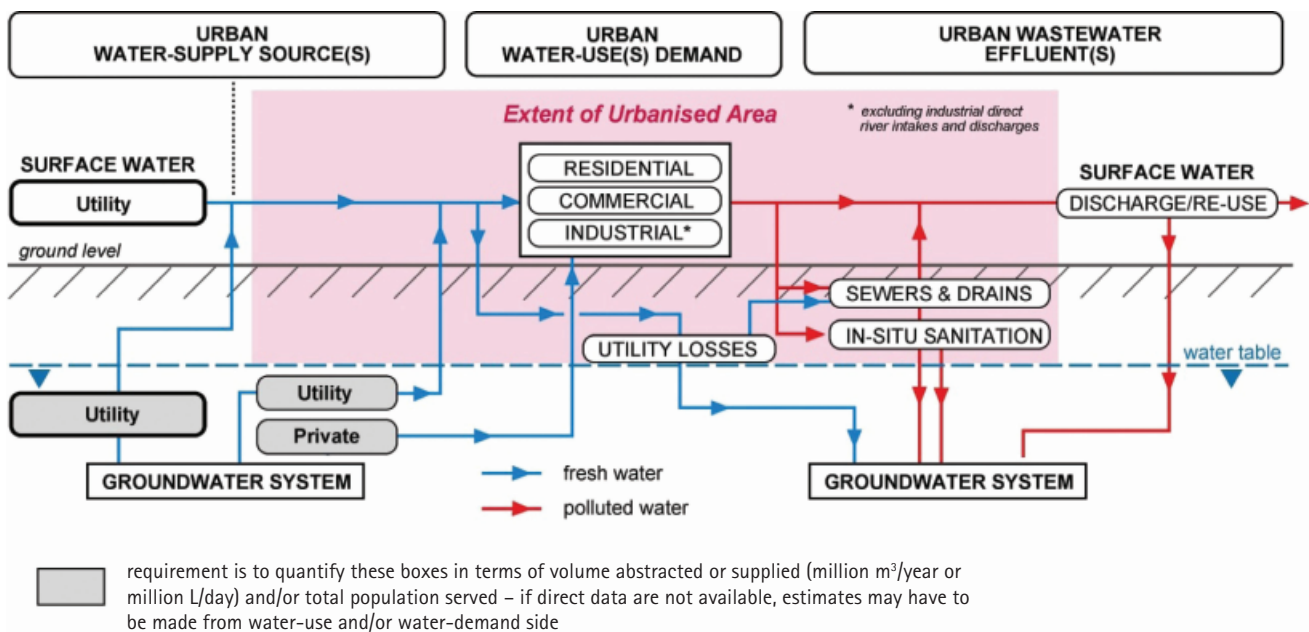 URBAN
WATER-SUPPLY SOURCE(S)
URBAN
WATER-USE(S) DEMAND
URBAN WASTEWATER
EFFLUENT(S)
Extent of Urbanised Area
* excluding industrial direct
river intakes and discharges
SURFACE WATER
Utility
RESIDENTIAL
COMMERCIAL
INDUSTRIAL*
SURFACE WATER
DISCHARGE/RE-USE
ground level
SEWERS & DRAINS
UTILITY LOSSES
IN-SITU SANITATION
water table
Utility
Utility
Private
GROUNDWATER SYSTEM
fresh water
polluted water
GROUNDWATER SYSTEM
requirement is to quantify these boxes in terms of volume abstracted or supplied (million m³/year or
million L/day) and/or total population served – if direct data are not available, estimates may have to
be made from water-use and/or water-demand side